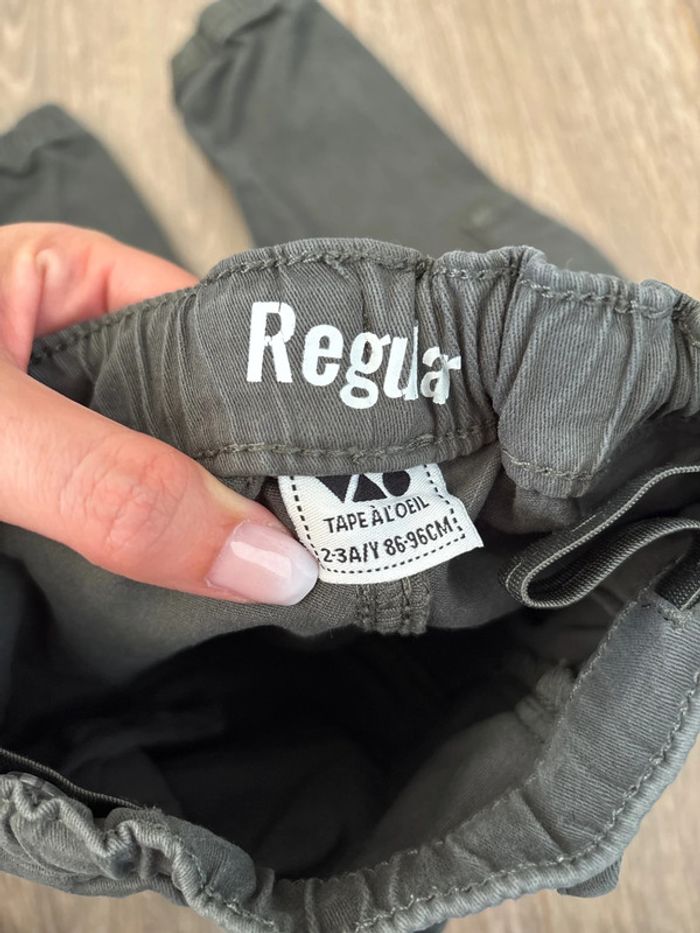 Regular
TAPE À L'OEIL
2-3A/Y 86-96CM